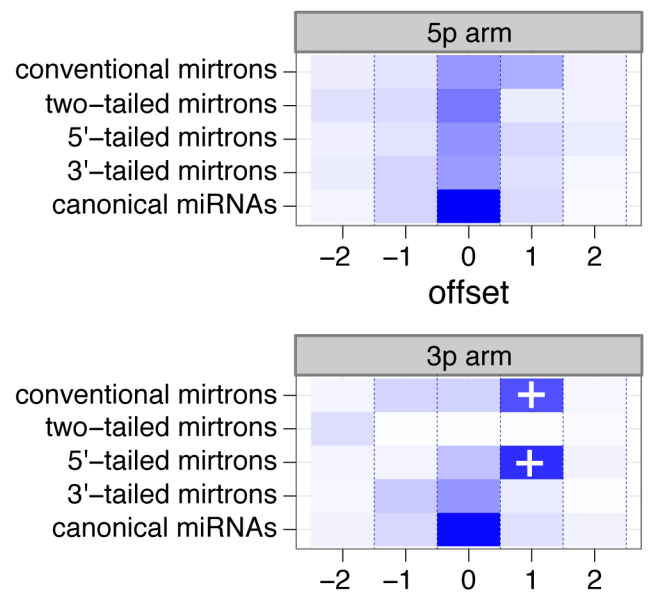 5p arm
conventional mirtrons
two−tailed mirtrons
5'−tailed mirtrons
3'−tailed mirtrons
canonical miRNAs
−2 −1 0 1 2
offset
3p arm
conventional mirtrons
+
two−tailed mirtrons
5'−tailed mirtrons
+
3'−tailed mirtrons
canonical miRNAs
−2 −1 0 1 2